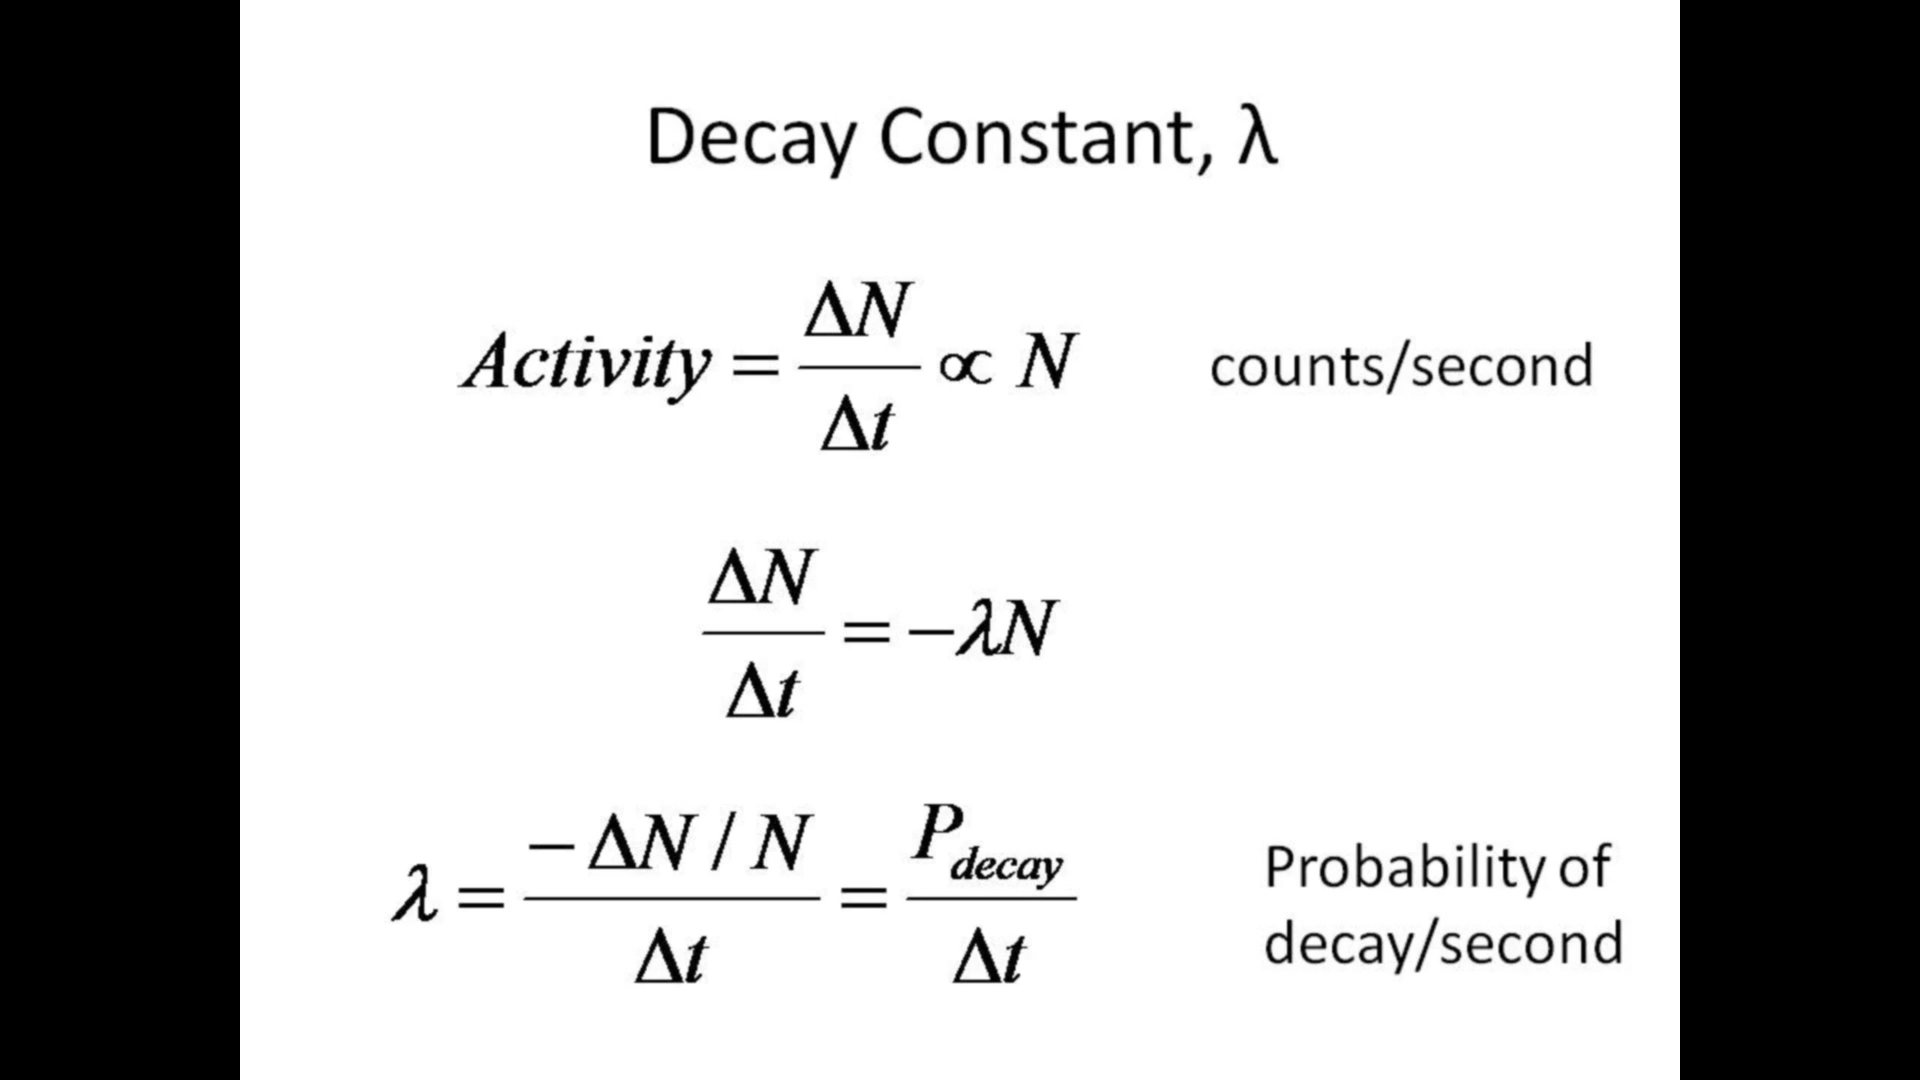 Decay Constant, λ
Activity = ΔN/Δt ∝ N counts/second
ΔN/Δt = −λN
λ = (−ΔN / N)/Δt = P_decay/Δt Probability of
decay/second